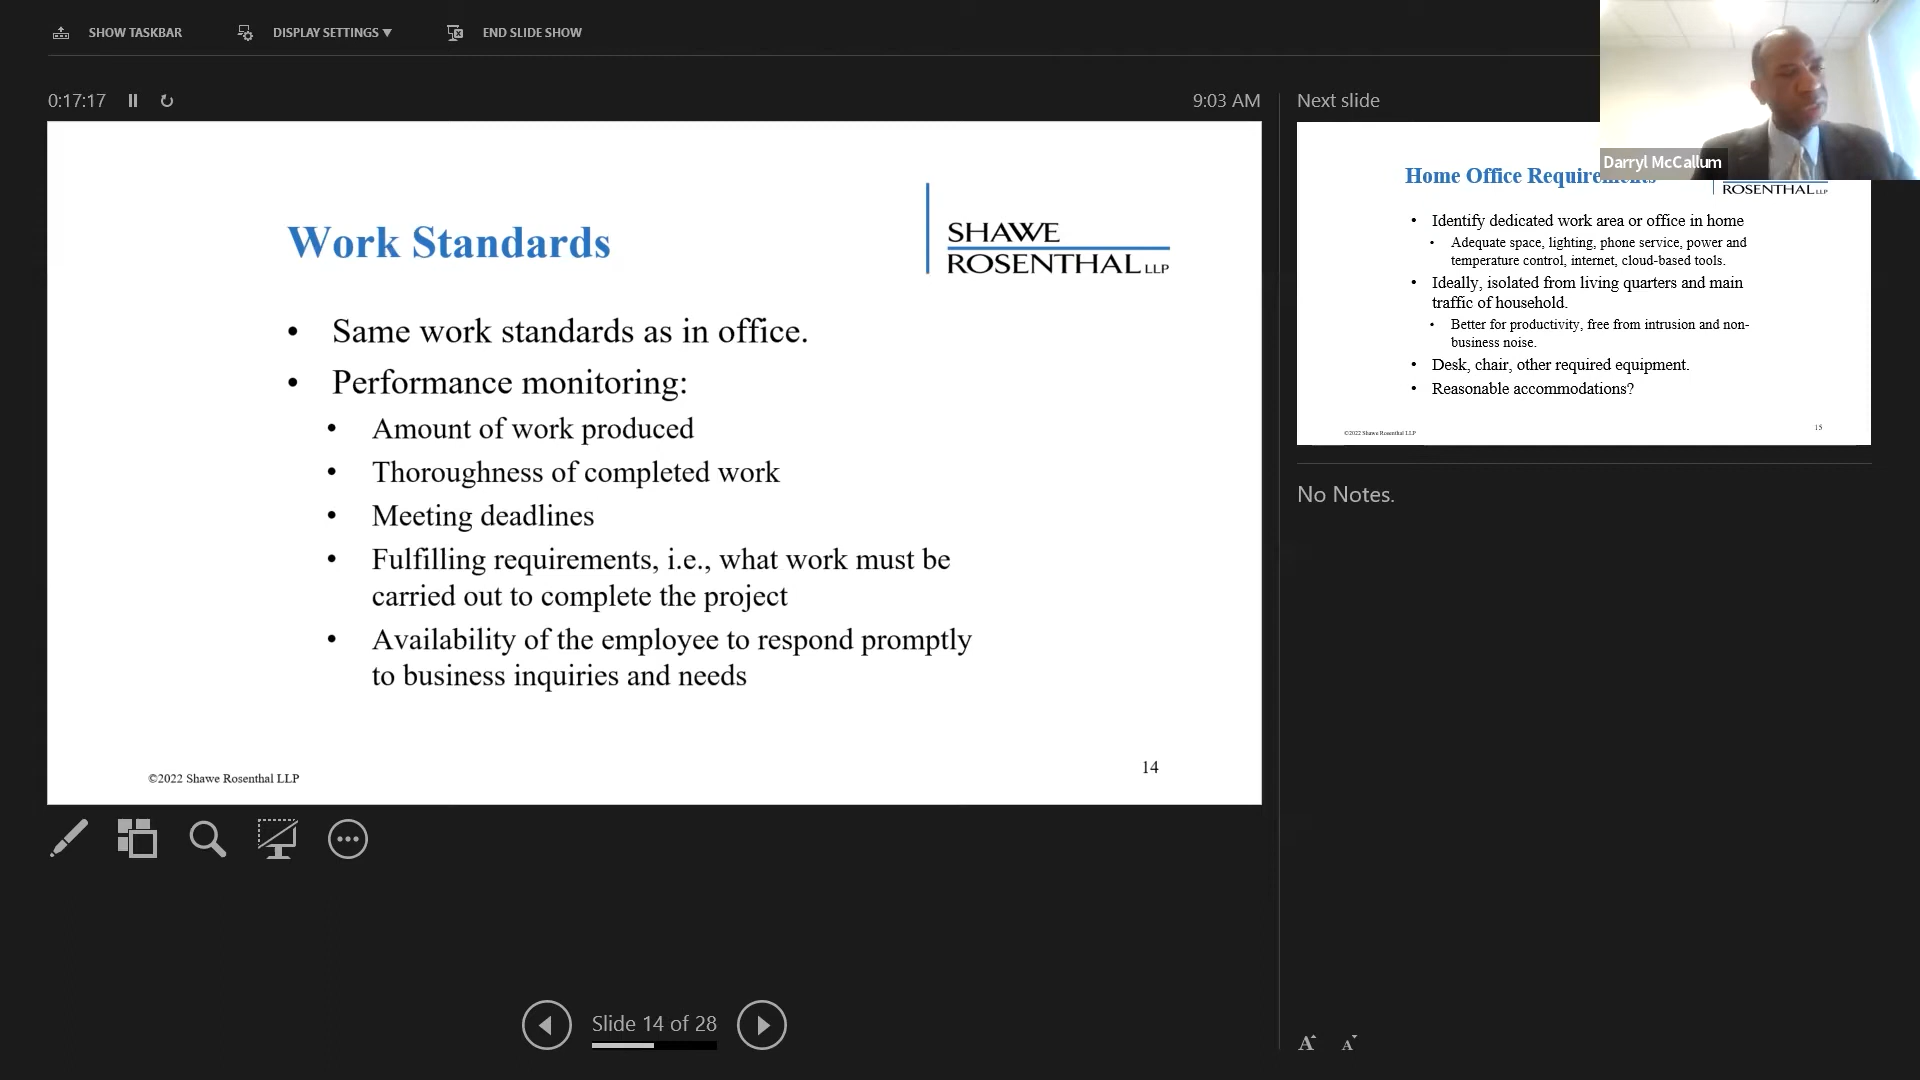 SHOW TASKBAR
DISPLAY SETTINGS ▼
END SLIDE SHOW
0:17:17
9:03 AM
Next slide
Work Standards
SHAWE
ROSENTHAL LLP
• Same work standards as in office.
• Performance monitoring:
• Amount of work produced
• Thoroughness of completed work
• Meeting deadlines
• Fulfilling requirements, i.e., what work must be
carried out to complete the project
• Availability of the employee to respond promptly
to business inquiries and needs
©2022 Shawe Rosenthal LLP
14
Darryl McCallum
Home Office Requirements
ROSENTHAL LLP
• Identify dedicated work area or office in home
• Adequate space, lighting, phone service, power and
temperature control, internet, cloud-based tools.
• Ideally, isolated from living quarters and main
traffic of household.
• Better for productivity, free from intrusion and non-
business noise.
• Desk, chair, other required equipment.
• Reasonable accommodations?
©2022 Shawe Rosenthal LLP
15
No Notes.
Slide 14 of 28
A A